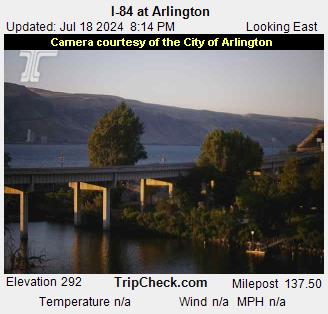 I-84 at Arlington
Updated: Jul 18 2024 8:14 PM Looking East
Camera courtesy of the City of Arlington
Elevation 292 TripCheck.com Milepost 137.50
Temperature n/a Wind n/a MPH n/a